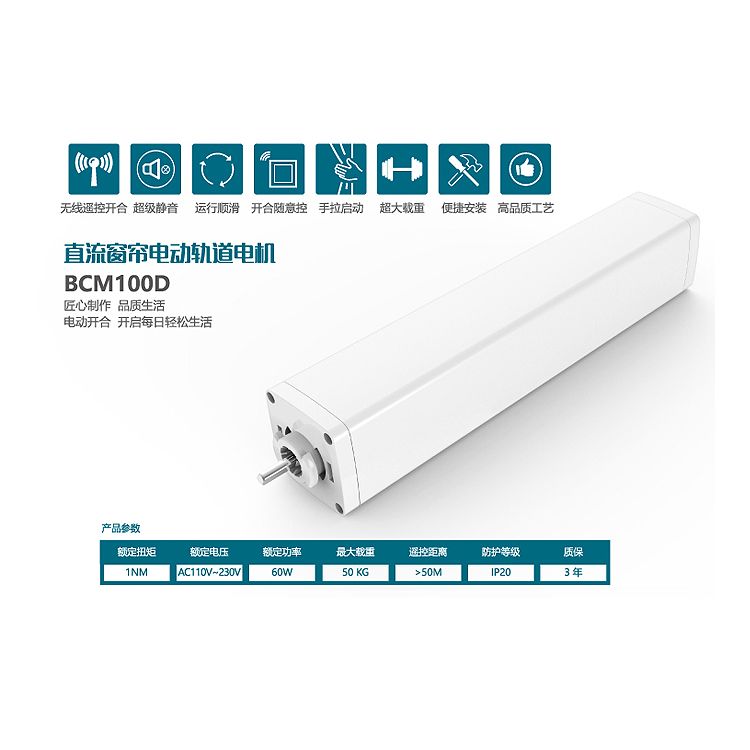 无线遥控开合 超级静音 运行顺滑 开合随意控 手拉启动 超大载重 便捷安装 高品质工艺
直流窗帘电动轨道电机
BCM100D
匠心制作 品质生活
电动开合 开启每日轻松生活
产品参数
额定扭矩 额定电压 额定功率 最大载重 遥控距离 防护等级 质保
1NM AC110V~230V 60W 50 KG >50M IP20 3 年